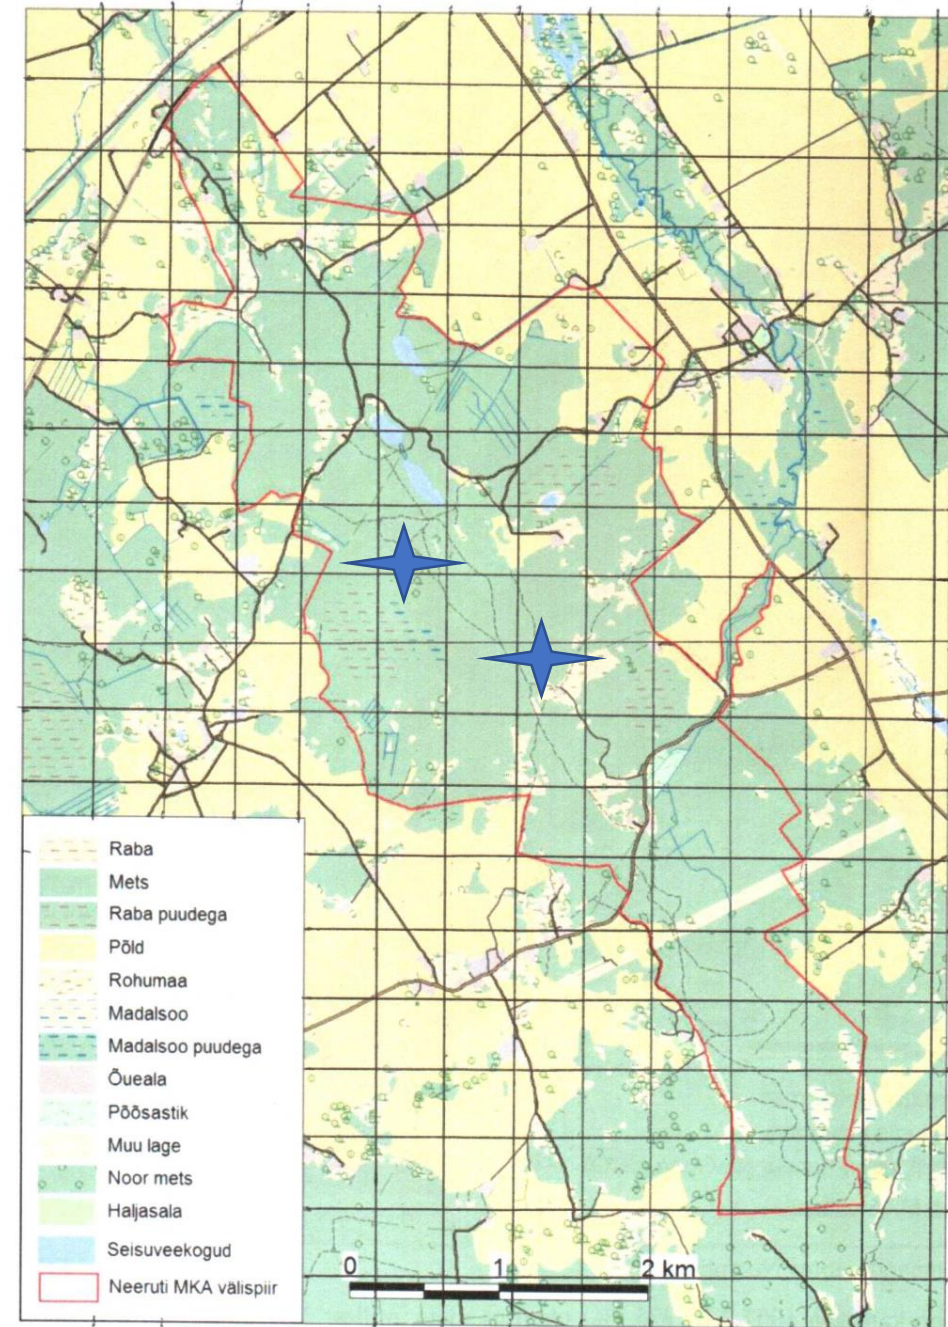 Raba
Mets
Raba puudega
Põld
Rohumaa
Madalsoo
Madalsoo puudega
Õueala
Põõsastik
Muu lage
Noor mets
Haljasala
Seisuveekogud
Neeruti MKA välispiir
0 1 2 km